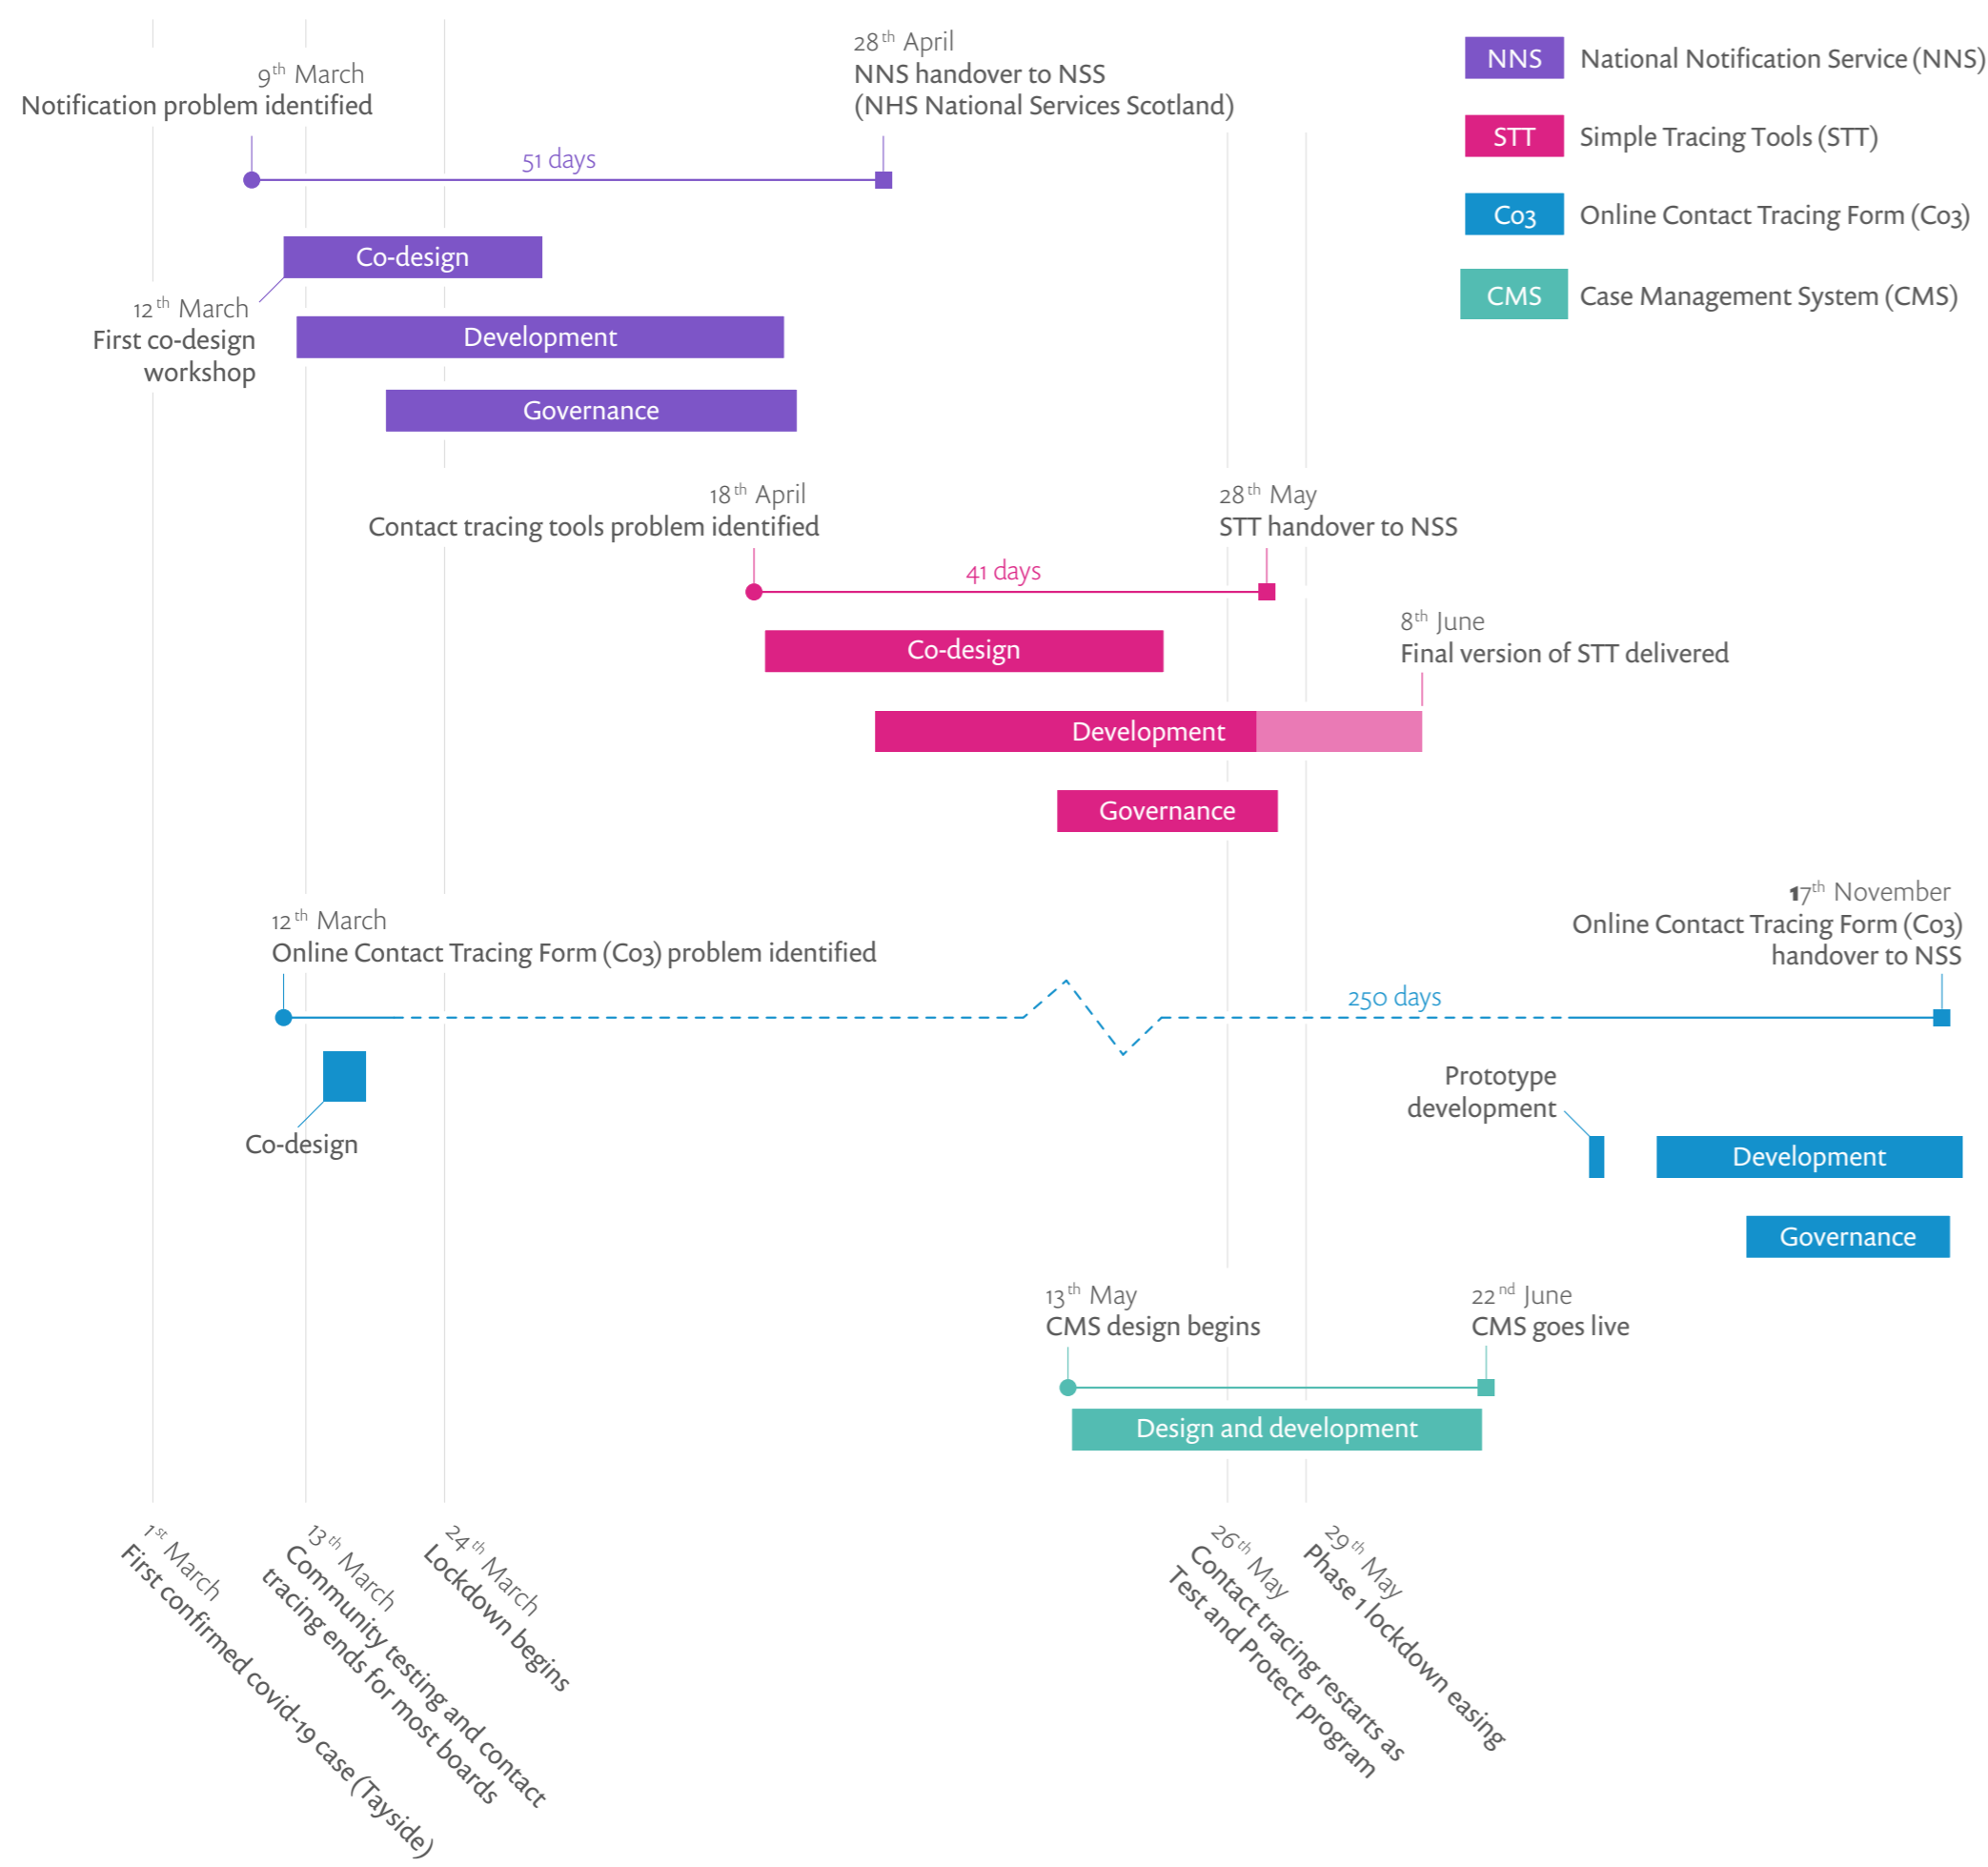 9th March
Notification problem identified
28th April
NNS handover to NSS
(NHS National Services Scotland)
51 days
NNS
National Notification Service (NNS)
STT
Simple Tracing Tools (STT)
Co3
Online Contact Tracing Form (Co3)
CMS
Case Management System (CMS)
Co-design
12th March
First co-design
workshop
Development
Governance
18th April
Contact tracing tools problem identified
28th May
STT handover to NSS
41 days
Co-design
8th June
Final version of STT delivered
Development
Governance
12th March
Online Contact Tracing Form (Co3) problem identified
17th November
Online Contact Tracing Form (Co3)
handover to NSS
250 days
Co-design
Prototype
development
Development
Governance
13th May
CMS design begins
22nd June
CMS goes live
Design and development
1st March
First confirmed covid-19 case (Tayside)
13th March
Community testing and contact
tracing ends for most boards
24th March
Lockdown begins
26th May
Contact tracing restarts as
Test and Protect program
29th May
Phase 1 lockdown easing